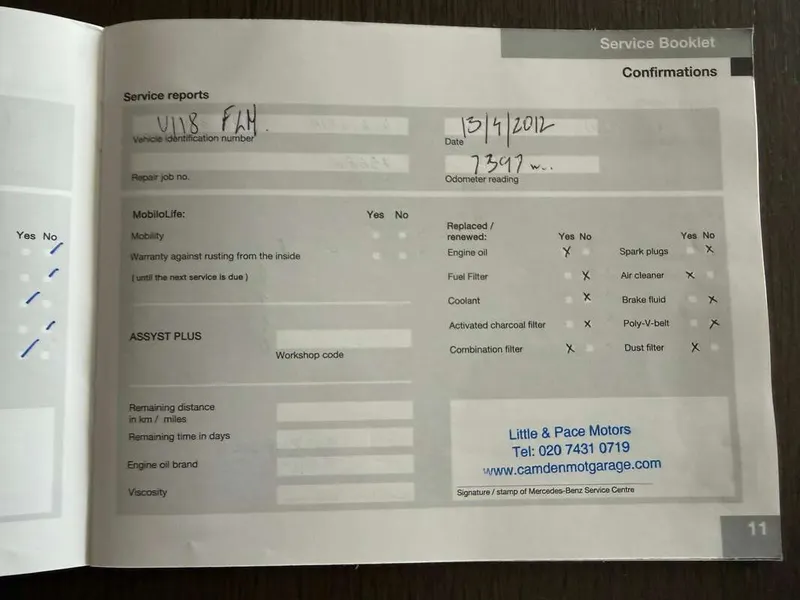 Service Booklet
Confirmations
Service reports
V118 FLM.
Vehicle identification number
13/4/2012
Date
Repair job no.
7397
Odometer reading
Yes No
MobiloLife: Yes No
Mobility
Warranty against rusting from the inside
( until the next service is due )
ASSYST PLUS
Workshop code
Remaining distance
in km / miles
Remaining time in days
Engine oil brand
Viscosity
Replaced /
renewed: Yes No Yes No
Engine oil X Spark plugs X
Fuel Filter X Air cleaner X
Coolant X Brake fluid X
Activated charcoal filter X Poly-V-belt X
Combination filter X Dust filter X
Little & Pace Motors
Tel: 020 7431 0719
www.camdenmotgarage.com
Signature / stamp of Mercedes-Benz Service Centre
11